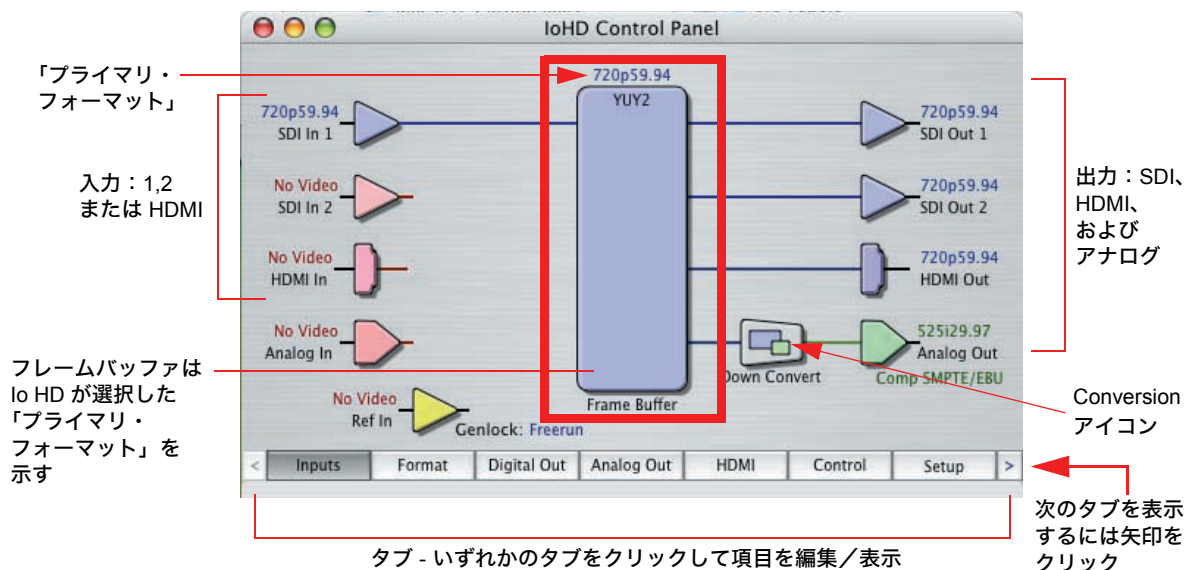 IoHD Control Panel
「プライマリ・
フォーマット」
720p59.94
YUY2
720p59.94
SDI In 1
720p59.94
SDI Out 1
入力：1,2
または HDMI
No Video
SDI In 2
720p59.94
SDI Out 2
出力：SDI、
HDMI、
および
アナログ
No Video
HDMI In
720p59.94
HDMI Out
No Video
Analog In
525i29.97
Analog Out
Down Convert
Comp SMPTE/EBU
フレームバッファは
Io HD が選択した
「プライマリ・
フォーマット」を
示す
Conversion
アイコン
No Video
Ref In
Frame Buffer
Genlock: Freerun
< Inputs Format Digital Out Analog Out HDMI Control Setup >
次のタブを表示
するには矢印を
クリック
タブ - いずれかのタブをクリックして項目を編集／表示